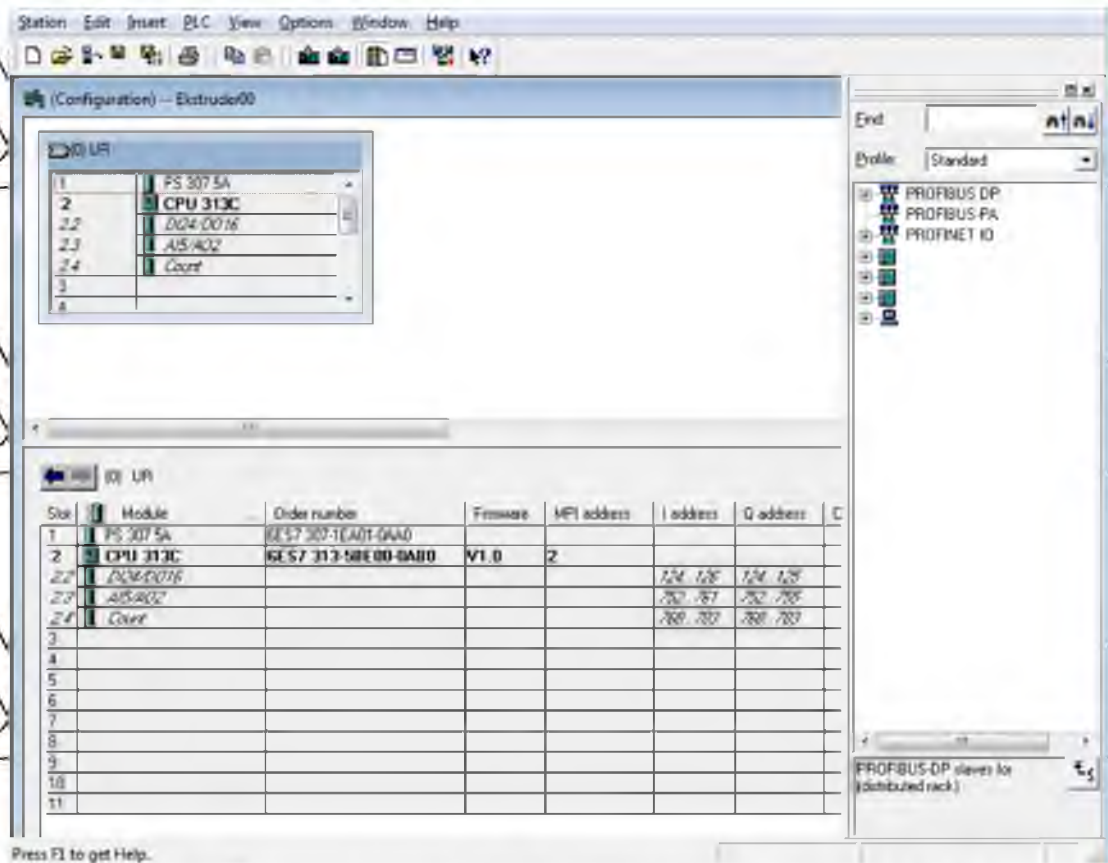 Station Edit Insert PLC View Options Window Help
(Configuration) -- Ekstruder00
(0) UR
1 PS 307 5A
2 CPU 313C
2.2 DI24/DO16
2.3 AI5/AO2
2.4 Count
3
4
Find:
Profile: Standard
PROFIBUS DP
PROFIBUS-PA
PROFINET IO
(0) UR
Slot Module ... Order number Firmware MPI address I address Q address C
1 PS 307 5A 6ES7 307-1EA01-0AA0
2 CPU 313C 6ES7 313-5BE00-0AB0 V1.0 2
2.2 DI24/DO16 124...126 124...125
2.3 AI5/AO2 752...761 752...755
2.4 Count 768...783 768...783
3
4
5
6
7
8
9
10
11
PROFIBUS-DP slaves for
(distributed rack)
Press F1 to get Help.